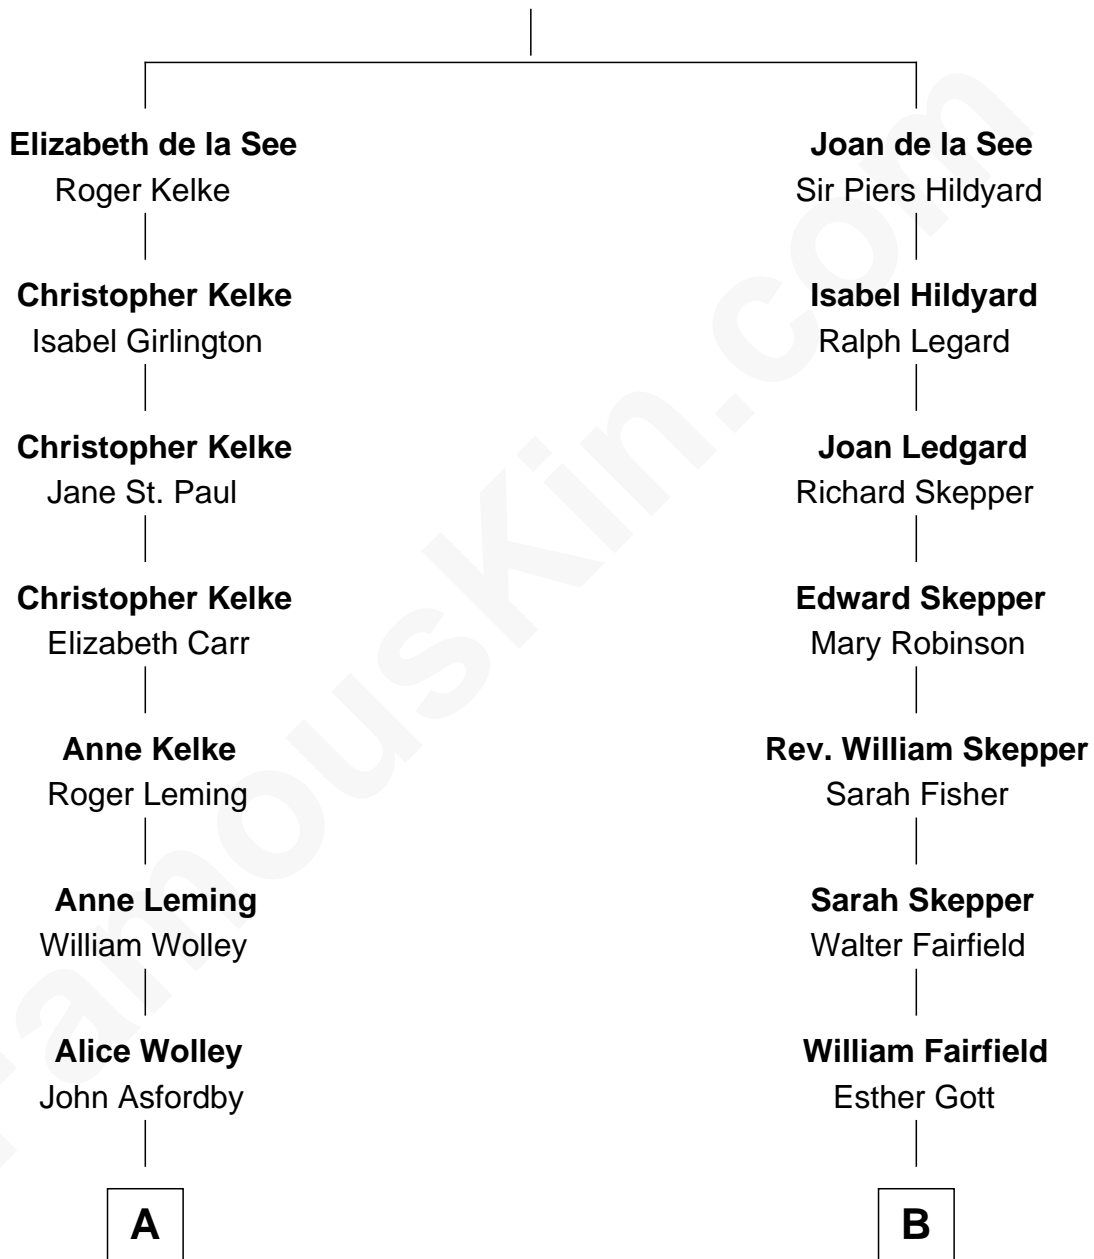 Elizabeth de la See
Roger Kelke
Christopher Kelke
Isabel Girlington
Christopher Kelke
Jane St. Paul
Christopher Kelke
Elizabeth Carr
Anne Kelke
Roger Leming
Anne Leming
William Wolley
Alice Wolley
John Asfordby
A
Joan de la See
Sir Piers Hildyard
Isabel Hildyard
Ralph Legard
Joan Ledgard
Richard Skepper
Edward Skepper
Mary Robinson
Rev. William Skepper
Sarah Fisher
Sarah Skepper
Walter Fairfield
William Fairfield
Esther Gott
B
FamousKin.com